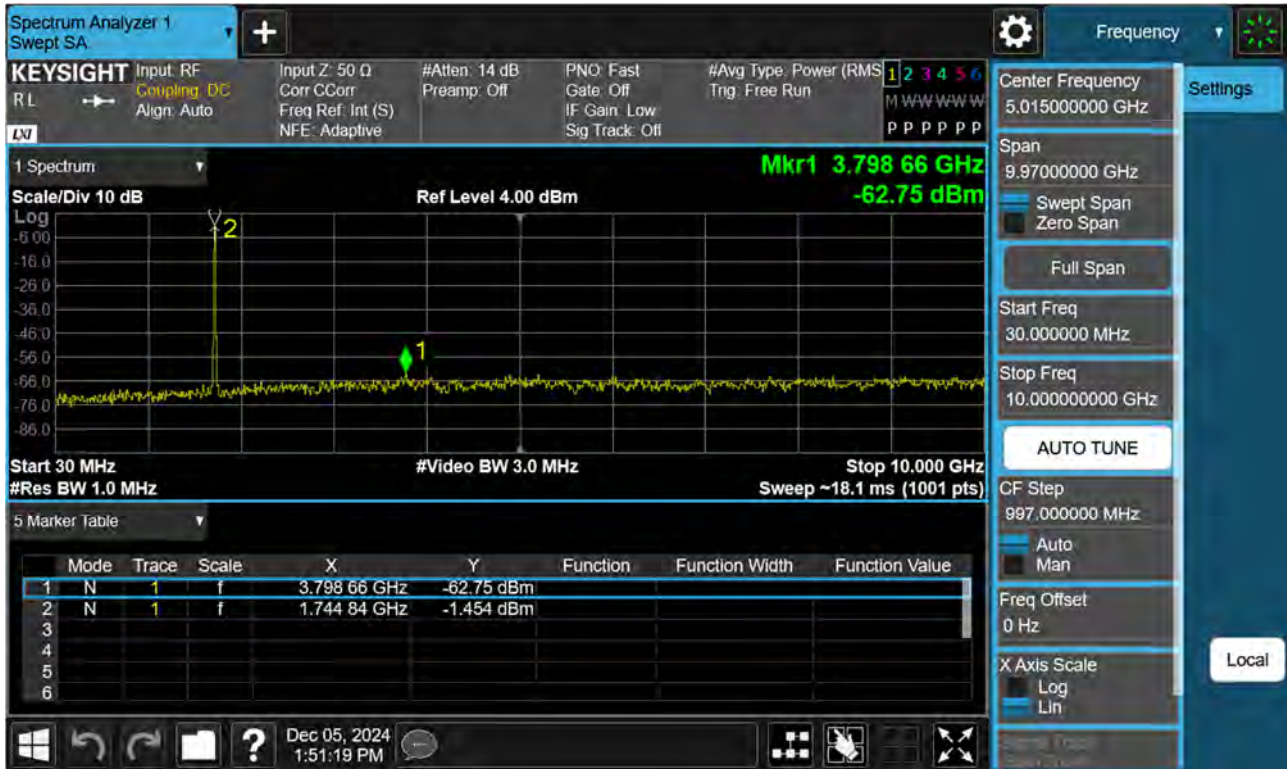 Spectrum Analyzer 1
Swept SA
Frequency
KEYSIGHT
RL
LXI
Input: RF
Coupling: DC
Align: Auto
Input Z: 50 Ω
Corr CCorr
Freq Ref: Int (S)
NFE: Adaptive
#Atten: 14 dB
Preamp: Off
PNO: Fast
Gate: Off
IF Gain: Low
Sig Track: Off
#Avg Type: Power (RMS
Trig: Free Run
1 2 3 4 5 6
M W W W W W
P P P P P P
1 Spectrum
Mkr1 3.798 66 GHz
-62.75 dBm
Scale/Div 10 dB
Ref Level 4.00 dBm
Log
-6.00
-16.0
-26.0
-36.0
-46.0
-56.0
-66.0
-76.0
-86.0
2
1
Start 30 MHz
#Video BW 3.0 MHz
Stop 10.000 GHz
#Res BW 1.0 MHz
Sweep ~18.1 ms (1001 pts)
5 Marker Table
Mode Trace Scale X Y Function Function Width Function Value
1 N 1 f 3.798 66 GHz -62.75 dBm
2 N 1 f 1.744 84 GHz -1.454 dBm
3
4
5
6
Dec 05, 2024
1:51:19 PM
Center Frequency
5.015000000 GHz
Settings
Span
9.97000000 GHz
Swept Span
Zero Span
Full Span
Start Freq
30.000000 MHz
Stop Freq
10.000000000 GHz
AUTO TUNE
CF Step
997.000000 MHz
Auto
Man
Freq Offset
0 Hz
X Axis Scale
Log
Lin
Local